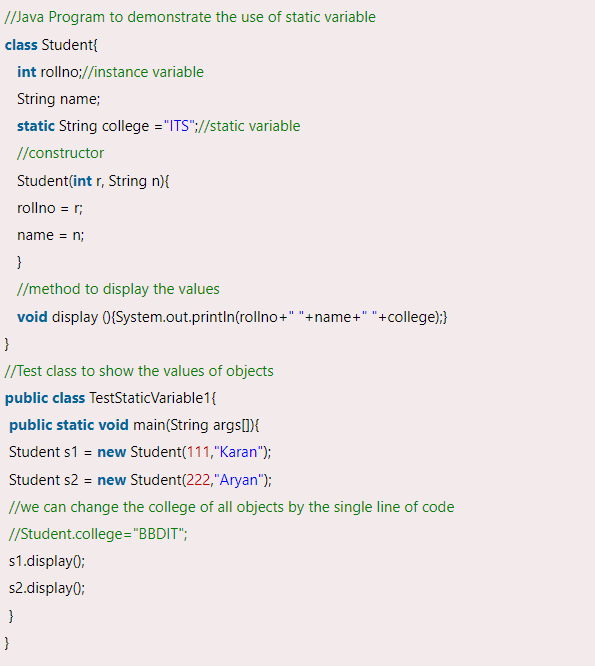 //Java Program to demonstrate the use of static variable
class Student{
int rollno;//instance variable
String name;
static String college ="ITS";//static variable
//constructor
Student(int r, String n){
rollno = r;
name = n;
}
//method to display the values
void display (){System.out.println(rollno+" "+name+" "+college);}
}
//Test class to show the values of objects
public class TestStaticVariable1{
public static void main(String args[]){
Student s1 = new Student(111,"Karan");
Student s2 = new Student(222,"Aryan");
//we can change the college of all objects by the single line of code
//Student.college="BBDIT";
s1.display();
s2.display();
}
}